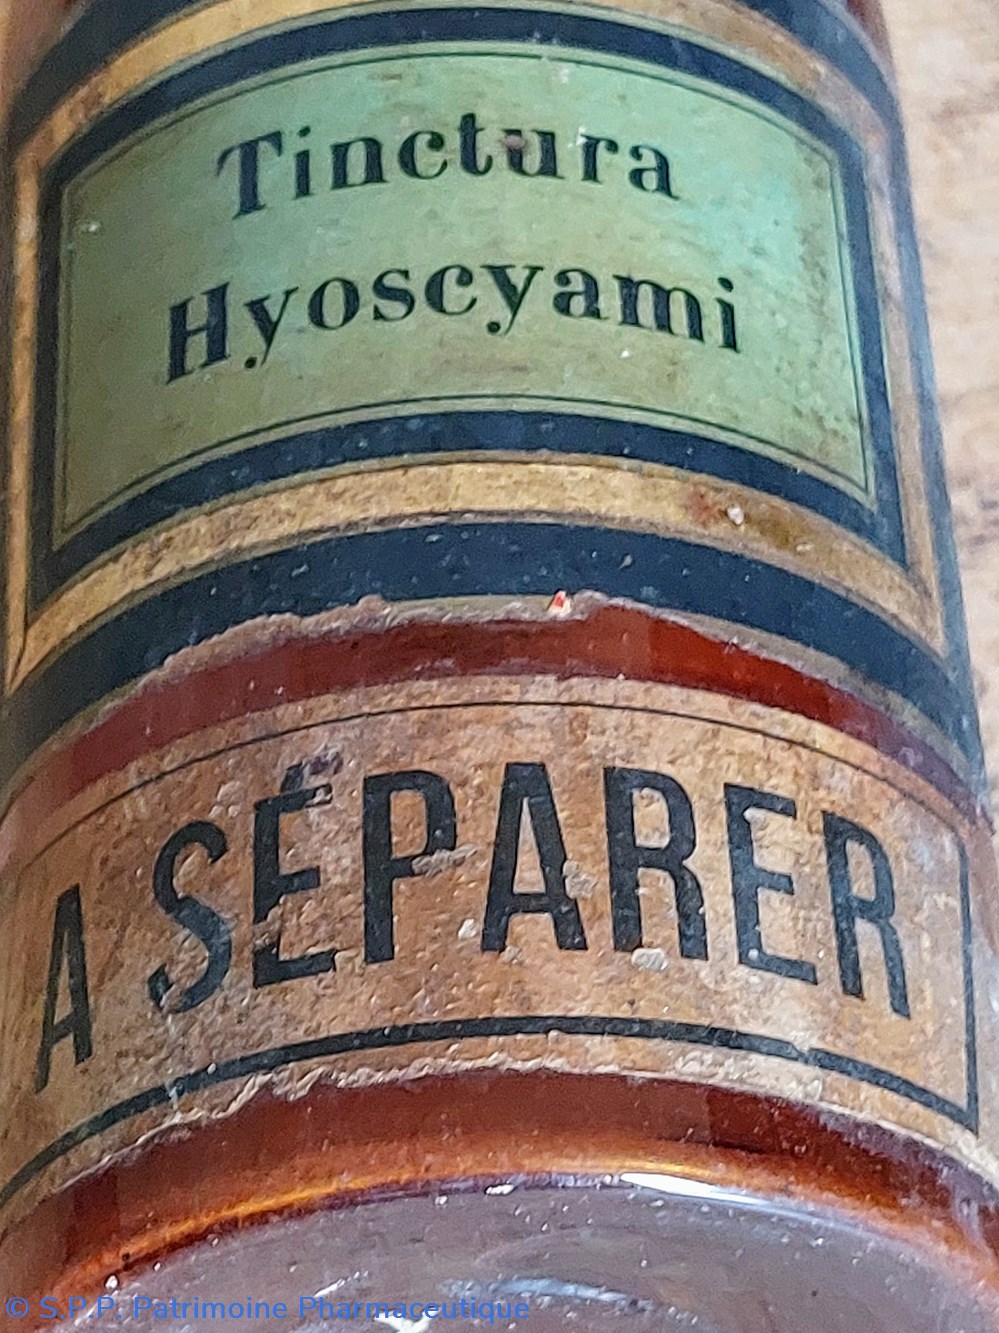 Tinctura
Hyoscyami
A SÉPARER
© S.P.P. Patrimoine Pharmaceutique